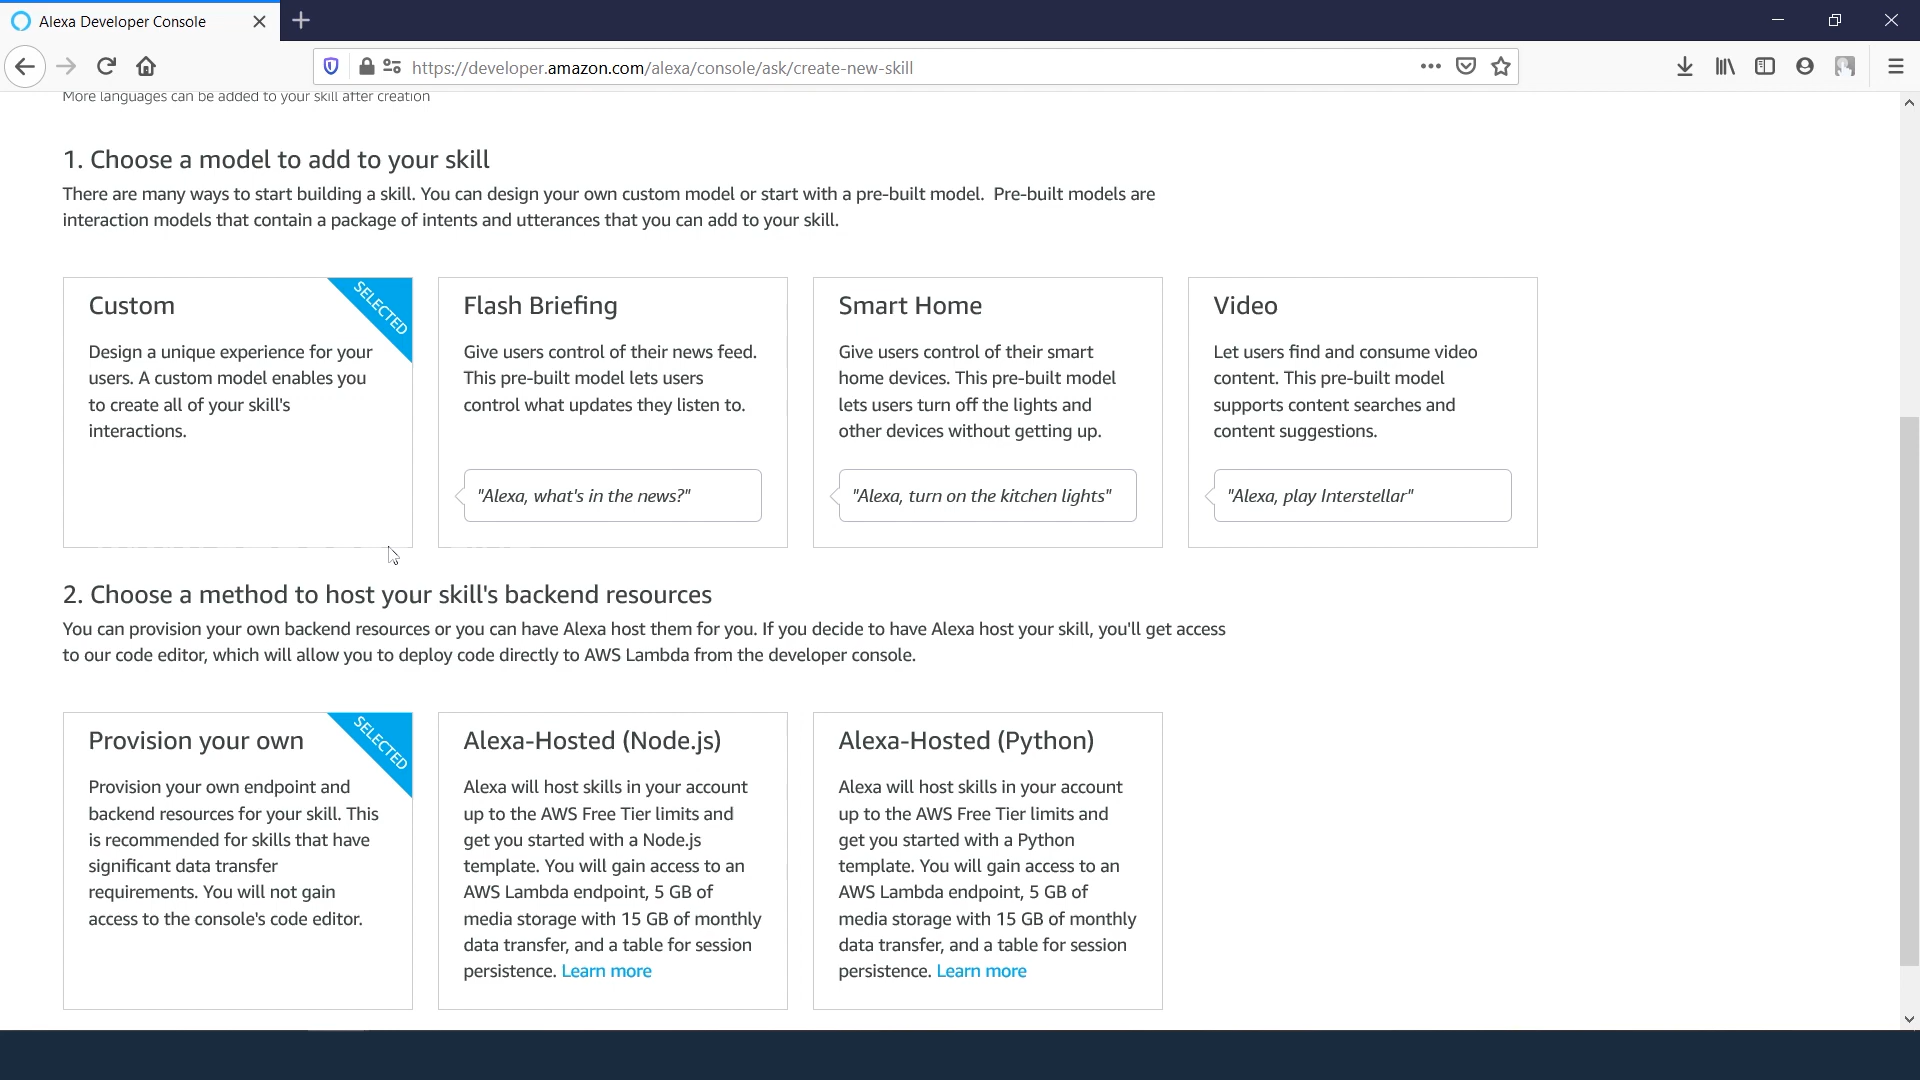 Alexa Developer Console
https://developer.amazon.com/alexa/console/ask/create-new-skill
More languages can be added to your skill after creation
1. Choose a model to add to your skill
There are many ways to start building a skill. You can design your own custom model or start with a pre-built model. Pre-built models are
interaction models that contain a package of intents and utterances that you can add to your skill.
Custom
SELECTED
Design a unique experience for your
users. A custom model enables you
to create all of your skill's
interactions.
Flash Briefing
Give users control of their news feed.
This pre-built model lets users
control what updates they listen to.
"Alexa, what's in the news?"
Smart Home
Give users control of their smart
home devices. This pre-built model
lets users turn off the lights and
other devices without getting up.
"Alexa, turn on the kitchen lights"
Video
Let users find and consume video
content. This pre-built model
supports content searches and
content suggestions.
"Alexa, play Interstellar"
2. Choose a method to host your skill's backend resources
You can provision your own backend resources or you can have Alexa host them for you. If you decide to have Alexa host your skill, you'll get access
to our code editor, which will allow you to deploy code directly to AWS Lambda from the developer console.
Provision your own
SELECTED
Provision your own endpoint and
backend resources for your skill. This
is recommended for skills that have
significant data transfer
requirements. You will not gain
access to the console's code editor.
Alexa-Hosted (Node.js)
Alexa will host skills in your account
up to the AWS Free Tier limits and
get you started with a Node.js
template. You will gain access to an
AWS Lambda endpoint, 5 GB of
media storage with 15 GB of monthly
data transfer, and a table for session
persistence. Learn more
Alexa-Hosted (Python)
Alexa will host skills in your account
up to the AWS Free Tier limits and
get you started with a Python
template. You will gain access to an
AWS Lambda endpoint, 5 GB of
media storage with 15 GB of monthly
data transfer, and a table for session
persistence. Learn more